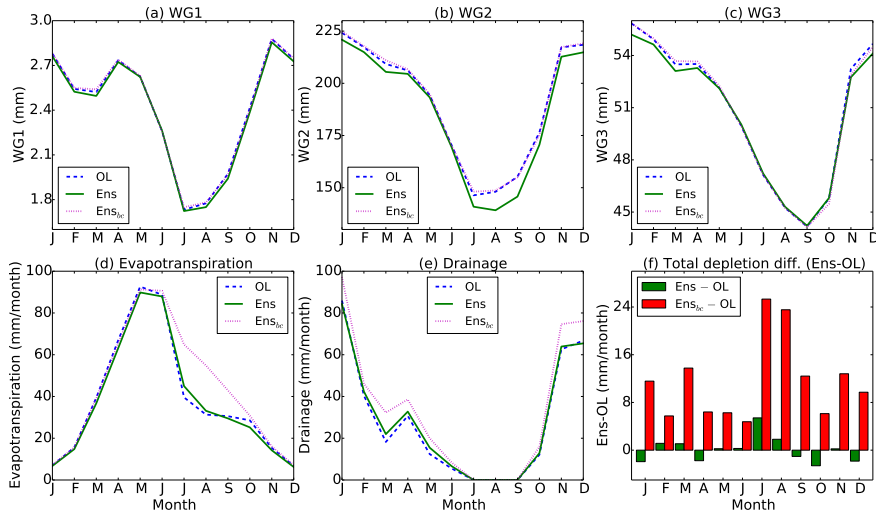 (a) WG1
WG1 (mm)
3.0
2.7
2.4
2.1
1.8
OL
Ens
Ens_bc
J F M A M J J A S O N D
(b) WG2
WG2 (mm)
225
200
175
150
OL
Ens
Ens_bc
J F M A M J J A S O N D
(c) WG3
WG3 (mm)
54
51
48
45
OL
Ens
Ens_bc
J F M A M J J A S O N D
(d) Evapotranspiration
Evapotranspiration (mm/month)
100
80
60
40
20
0
OL
Ens
Ens_bc
J F M A M J J A S O N D
Month
(e) Drainage
Drainage (mm/month)
100
80
60
40
20
0
OL
Ens
Ens_bc
J F M A M J J A S O N D
Month
(f) Total depletion diff. (Ens-OL)
Ens-OL (mm/month)
24
16
8
0
Ens − OL
Ens_bc − OL
J F M A M J J A S O N D
Month